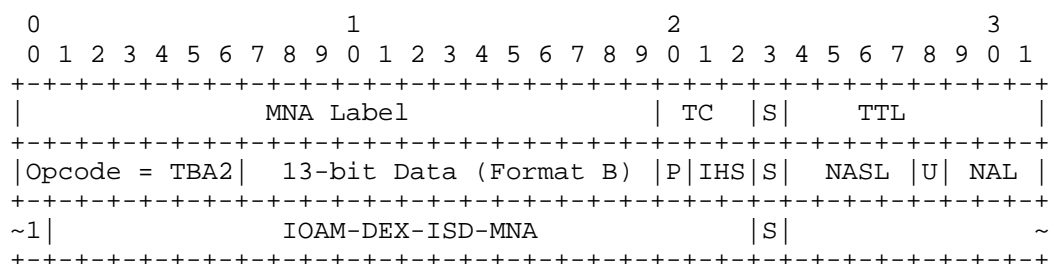 0                   1                   2                   3
 0 1 2 3 4 5 6 7 8 9 0 1 2 3 4 5 6 7 8 9 0 1 2 3 4 5 6 7 8 9 0 1
+-+-+-+-+-+-+-+-+-+-+-+-+-+-+-+-+-+-+-+-+-+-+-+-+-+-+-+-+-+-+-+-+
|               MNA Label               | TC  |S|    TTL        |
+-+-+-+-+-+-+-+-+-+-+-+-+-+-+-+-+-+-+-+-+-+-+-+-+-+-+-+-+-+-+-+-+
|Opcode = TBA2|  13-bit Data (Format B) |P|IHS|S|  NASL |U| NAL |
+-+-+-+-+-+-+-+-+-+-+-+-+-+-+-+-+-+-+-+-+-+-+-+-+-+-+-+-+-+-+-+-+
~1|              IOAM-DEX-ISD-MNA             |S|               ~
+-+-+-+-+-+-+-+-+-+-+-+-+-+-+-+-+-+-+-+-+-+-+-+-+-+-+-+-+-+-+-+-+